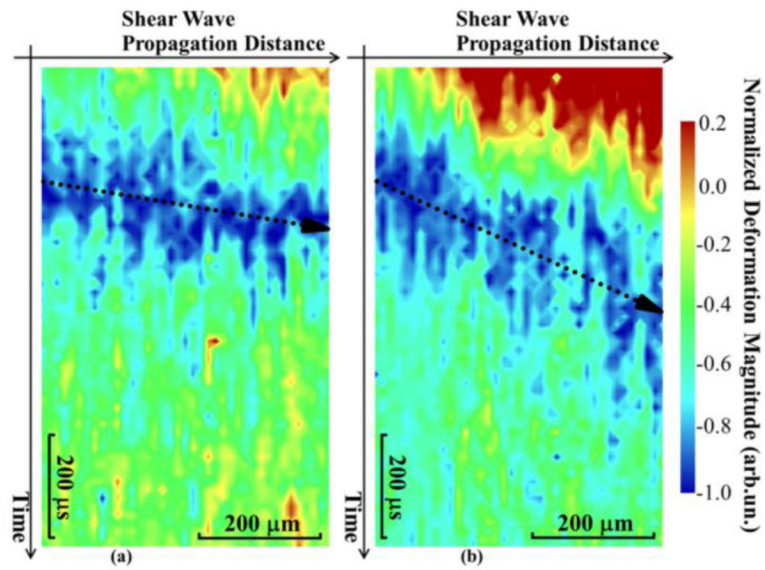 Shear Wave
Propagation Distance
Shear Wave
Propagation Distance
Time
200 μs
200 μm
(a)
Time
200 μs
200 μm
(b)
0.2
0.0
-0.2
-0.4
-0.6
-0.8
-1.0
Normalized Deformation Magnitude (arb.un.)